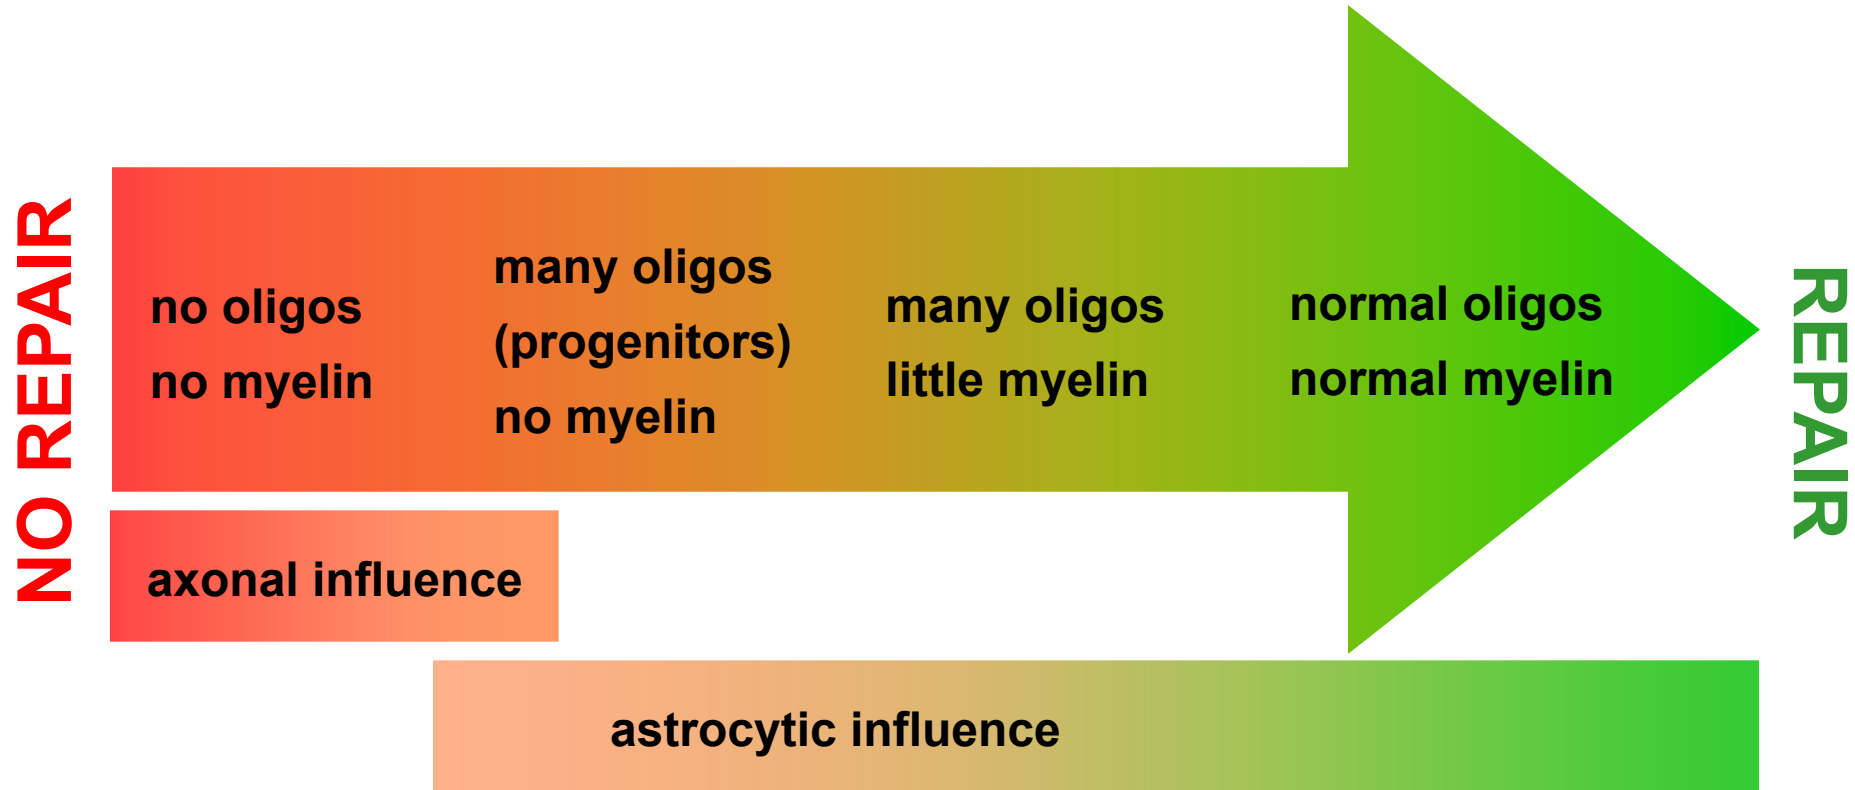 NO REPAIR
no oligos
no myelin
many oligos
(progenitors)
no myelin
many oligos
little myelin
normal oligos
normal myelin
REPAIR
axonal influence
astrocytic influence